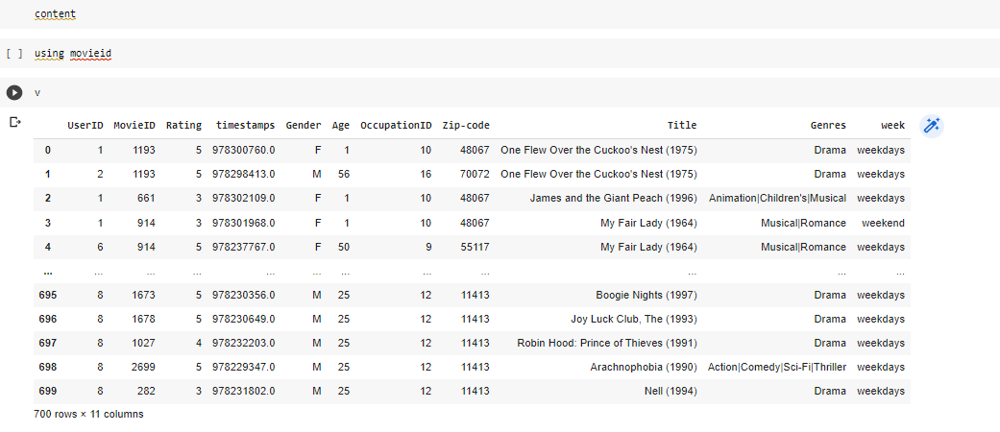 content
[ ] using movieid
v
UserID MovieID Rating timestamps Gender Age OccupationID Zip-code Title Genres week
0 1 1193 5 978300760.0 F 1 10 48067 One Flew Over the Cuckoo's Nest (1975) Drama weekdays
1 2 1193 5 978298413.0 M 56 16 70072 One Flew Over the Cuckoo's Nest (1975) Drama weekdays
2 1 661 3 978302109.0 F 1 10 48067 James and the Giant Peach (1996) Animation|Children's|Musical weekdays
3 1 914 3 978301968.0 F 1 10 48067 My Fair Lady (1964) Musical|Romance weekend
4 6 914 5 978237767.0 F 50 9 55117 My Fair Lady (1964) Musical|Romance weekdays
... ... ... ... ... ... ... ... ... ... ... ...
695 8 1673 5 978230356.0 M 25 12 11413 Boogie Nights (1997) Drama weekdays
696 8 1678 5 978230649.0 M 25 12 11413 Joy Luck Club, The (1993) Drama weekdays
697 8 1027 4 978232203.0 M 25 12 11413 Robin Hood: Prince of Thieves (1991) Drama weekdays
698 8 2699 5 978229347.0 M 25 12 11413 Arachnophobia (1990) Action|Comedy|Sci-Fi|Thriller weekdays
699 8 282 3 978231802.0 M 25 12 11413 Nell (1994) Drama weekdays
700 rows × 11 columns